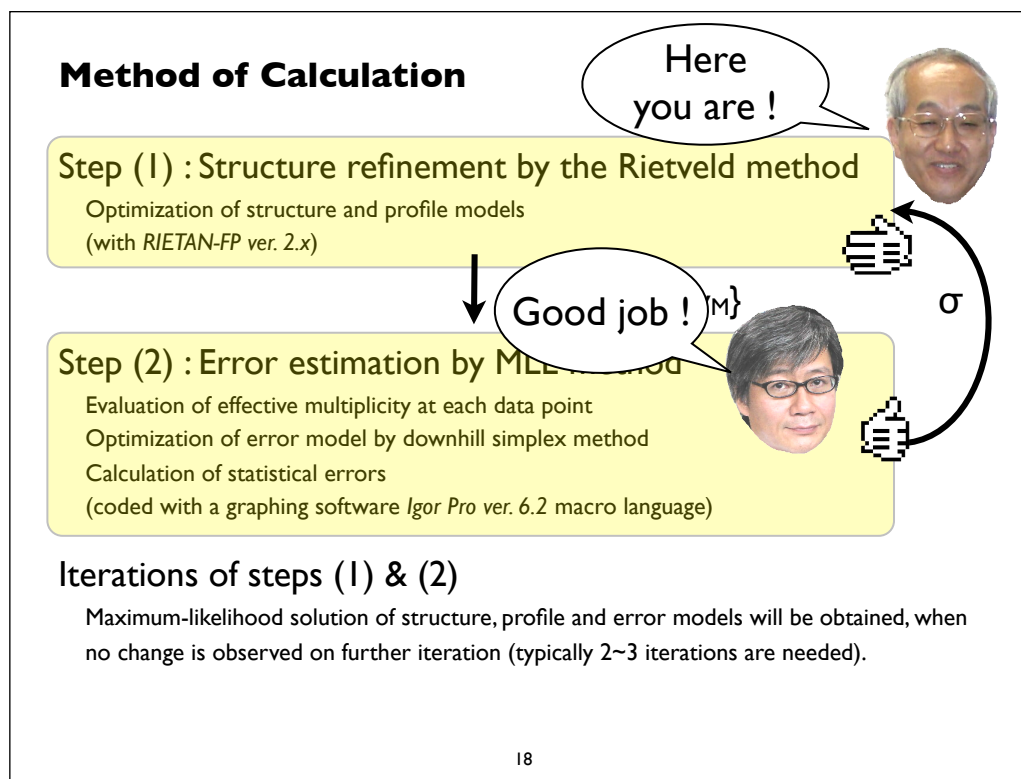 Method of Calculation
Here
you are !
Step (1) : Structure refinement by the Rietveld method
Optimization of structure and profile models
(with RIETAN-FP ver. 2.x)
Good job !
M}
σ
Step (2) : Error estimation by MLE method
Evaluation of effective multiplicity at each data point
Optimization of error model by downhill simplex method
Calculation of statistical errors
(coded with a graphing software Igor Pro ver. 6.2 macro language)
Iterations of steps (1) & (2)
Maximum-likelihood solution of structure, profile and error models will be obtained, when
no change is observed on further iteration (typically 2~3 iterations are needed).
18